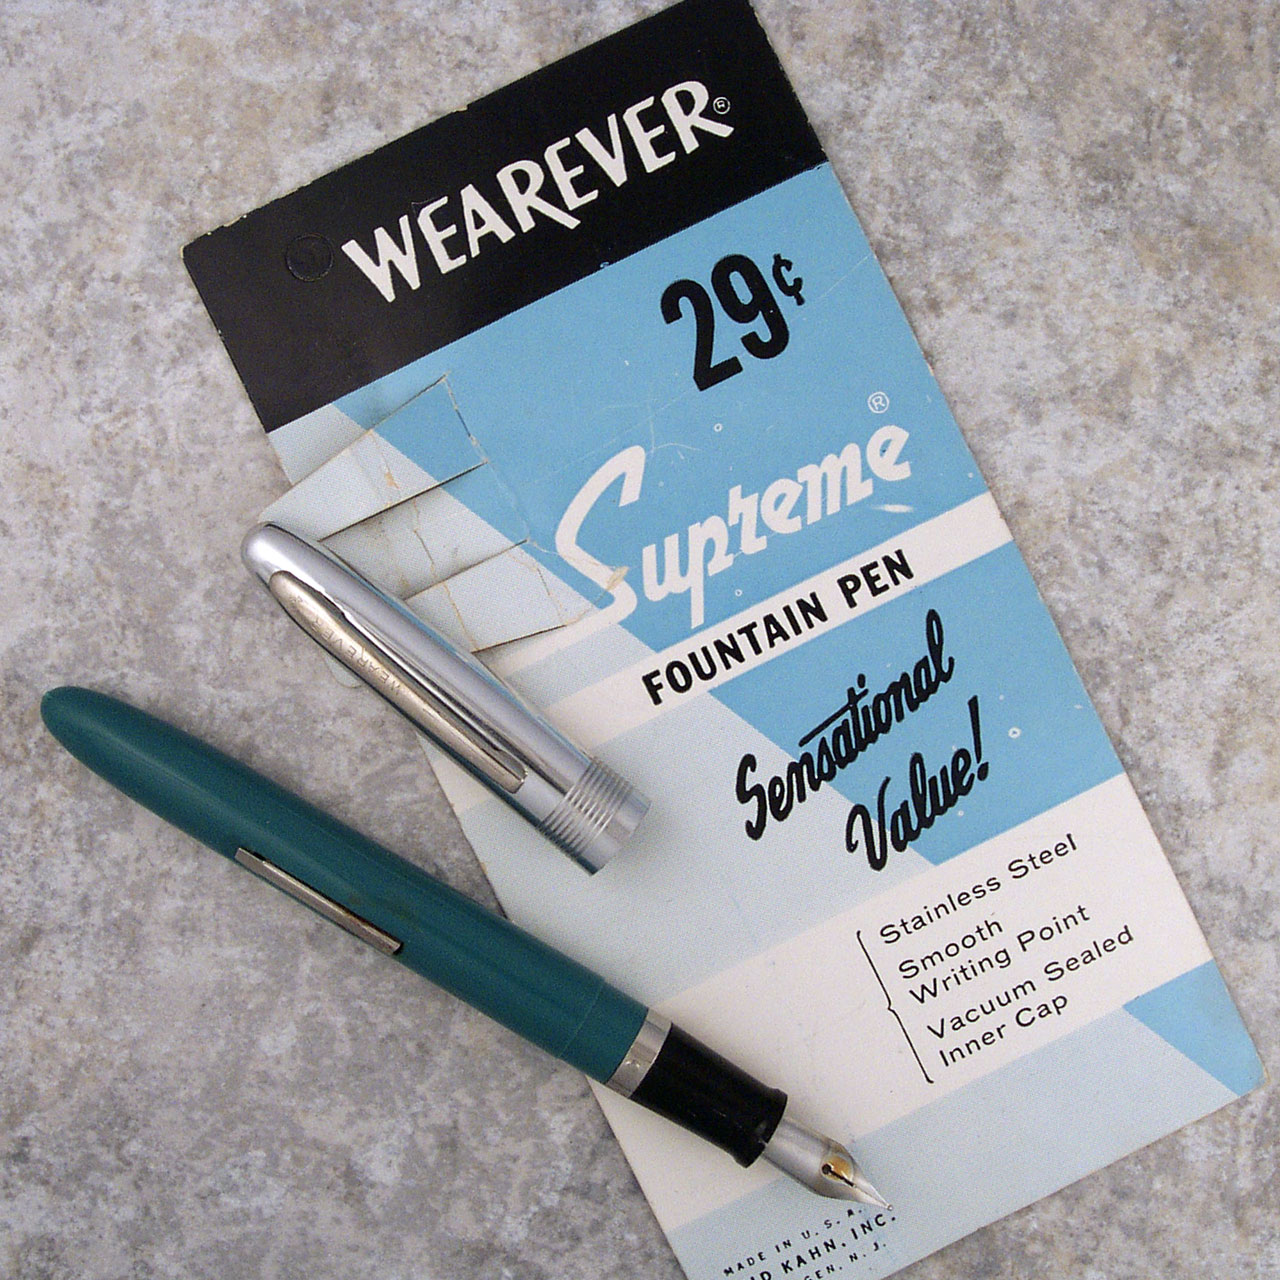 WEAREVER®
29¢
Supreme®
FOUNTAIN PEN
Sensational
Value!
Stainless Steel
Smooth
Writing Point
Vacuum Sealed
Inner Cap
WEAREVER
MADE IN U.S.A.
KAHN, INC.
N. J.